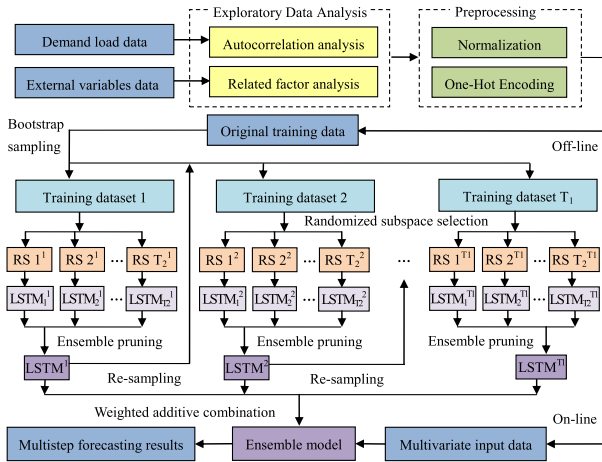 Exploratory Data Analysis
Preprocessing
Demand load data
Autocorrelation analysis
Normalization
External variables data
Related factor analysis
One-Hot Encoding
Bootstrap
sampling
Original training data
Off-line
Training dataset 1
Training dataset 2
Training dataset T₁
Randomized subspace selection
RS 1¹ RS 2¹ ... RS T₂¹
RS 1² RS 2² ... RS T₂²
...
RS 1ᵀ¹ RS 2ᵀ¹ ... RS T₂ᵀ¹
LSTM₁¹ LSTM₂¹ ... LSTM_T2¹
LSTM₁² LSTM₂² ... LSTM_T2²
LSTM₁ᵀ¹ LSTM₂ᵀ¹ ... LSTM_T2ᵀ¹
Ensemble pruning
Ensemble pruning
Ensemble pruning
LSTM¹
Re-sampling
LSTM²
Re-sampling
LSTMᵀ¹
Weighted additive combination
On-line
Multistep forecasting results
Ensemble model
Multivariate input data